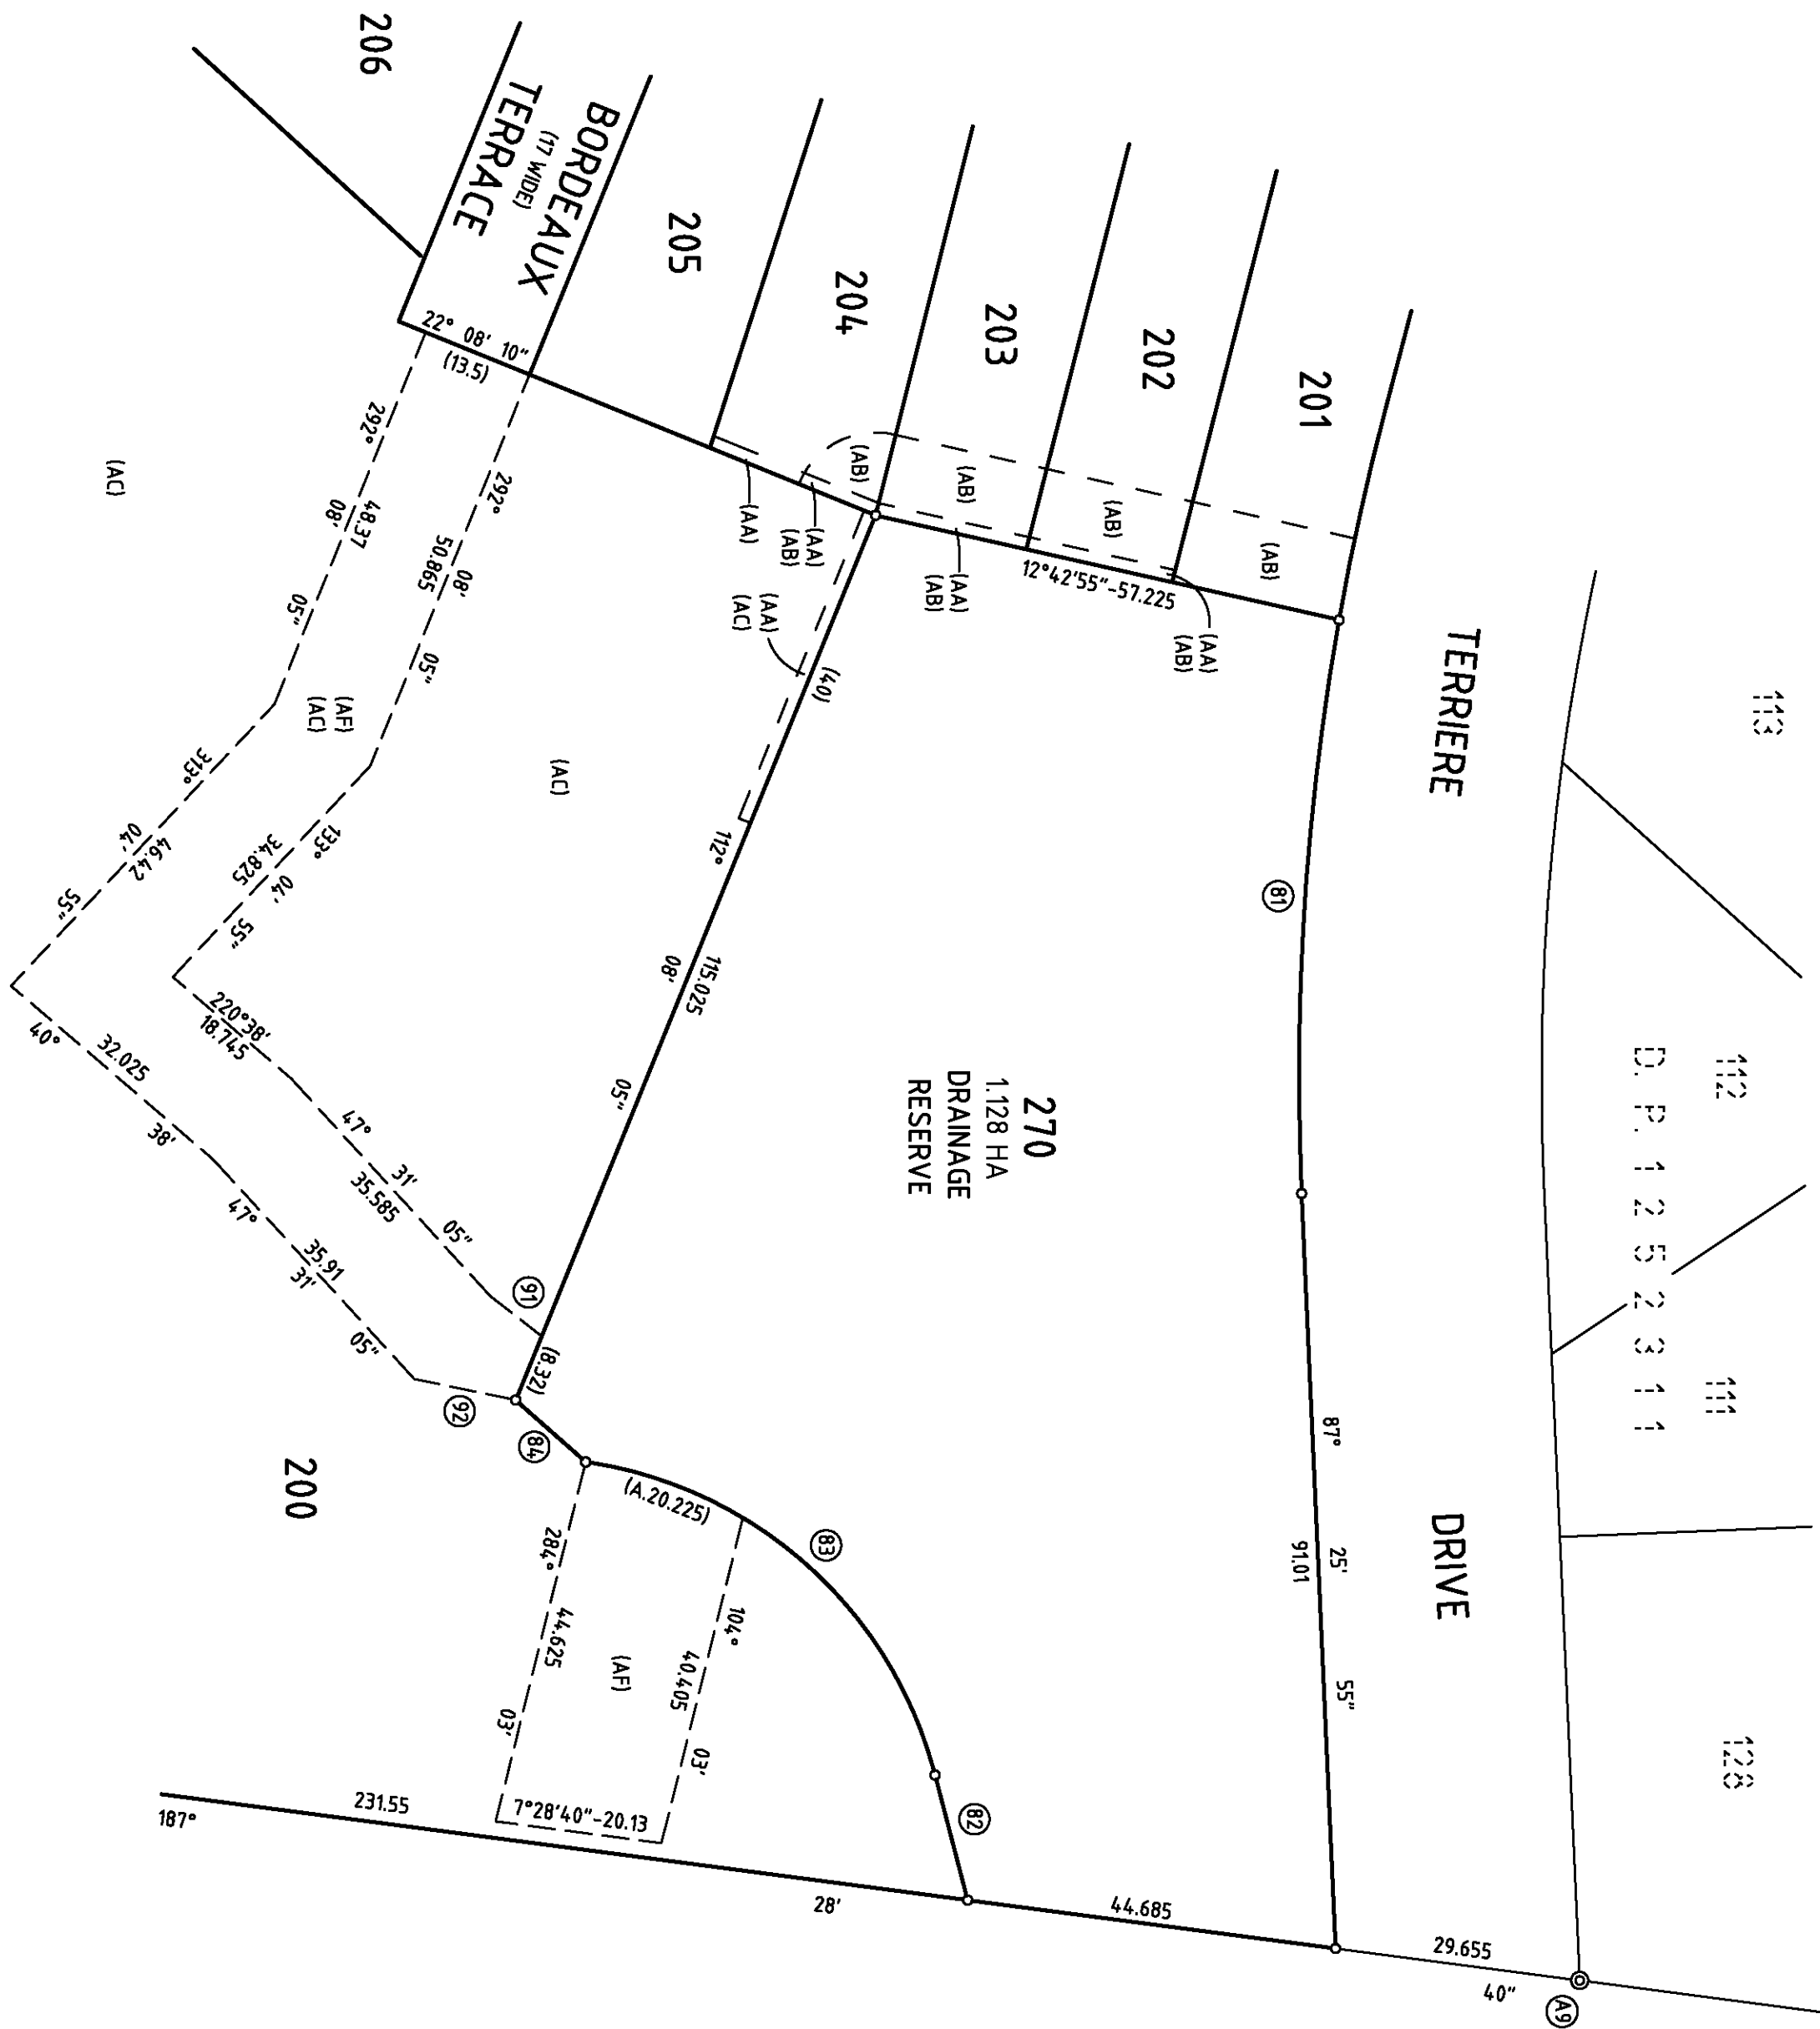 206
BORDEAUX
(17 WIDE)
TERRACE
205
204
203
202
201
113
112
111
128
D. P. 1 2 5 2 3 1 1
TERRIERE
DRIVE
22° 08' 10"
(13.5)
(AA)
(AA)
(AB)
(AB)
(AB)
(AB)
(AB)
(AA)
(AB)
(AA)
(AB)
12°42'55"-57.225
(AA)
(AC)
(40)
112°
08'
05"
115.025
292°
08'
05"
50.865
292°
08'
05"
48.37
(AC)
(AF)
(AC)
(AC)
313°
04'
55"
46.42
133°
04'
55"
34.825
220°38'
18.745
40°
38'
32.025
47°
31'
05"
35.585
47°
31'
05"
35.91
81
270
1.128 HA
DRAINAGE
RESERVE
91
(8.32)
92
84
200
(A.20.225)
83
284°
03'
44.625
104°
03'
40.405
(AF)
7°28'40"-20.13
82
87°
25'
55"
91.01
187°
28'
40"
231.55
44.685
29.655
A9